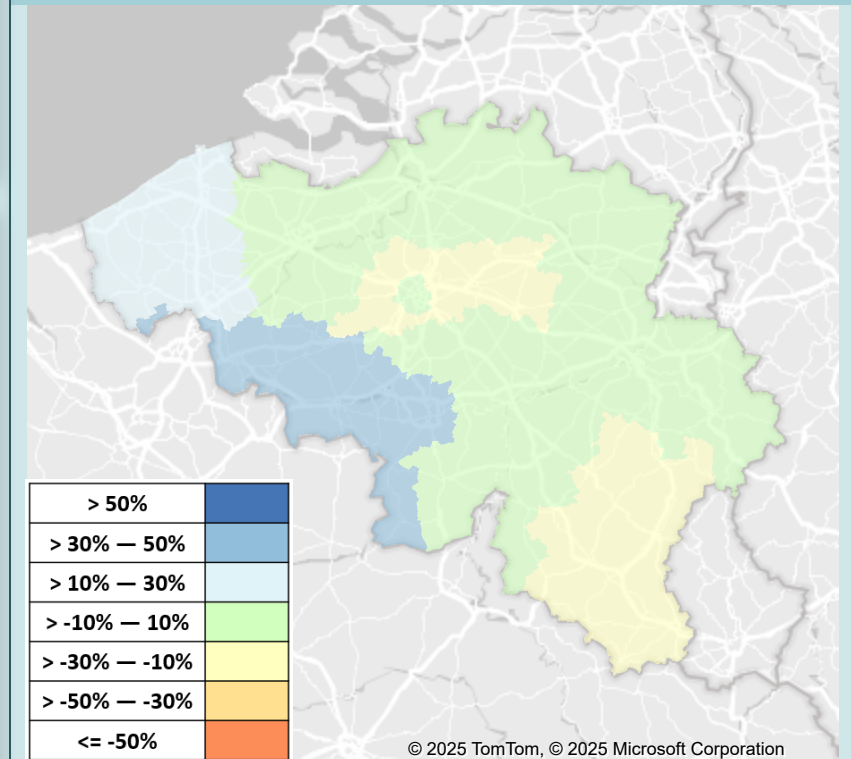 > 50%
> 30% — 50%
> 10% — 30%
> -10% — 10%
> -30% — -10%
> -50% — -30%
<= -50%
© 2025 TomTom, © 2025 Microsoft Corporation